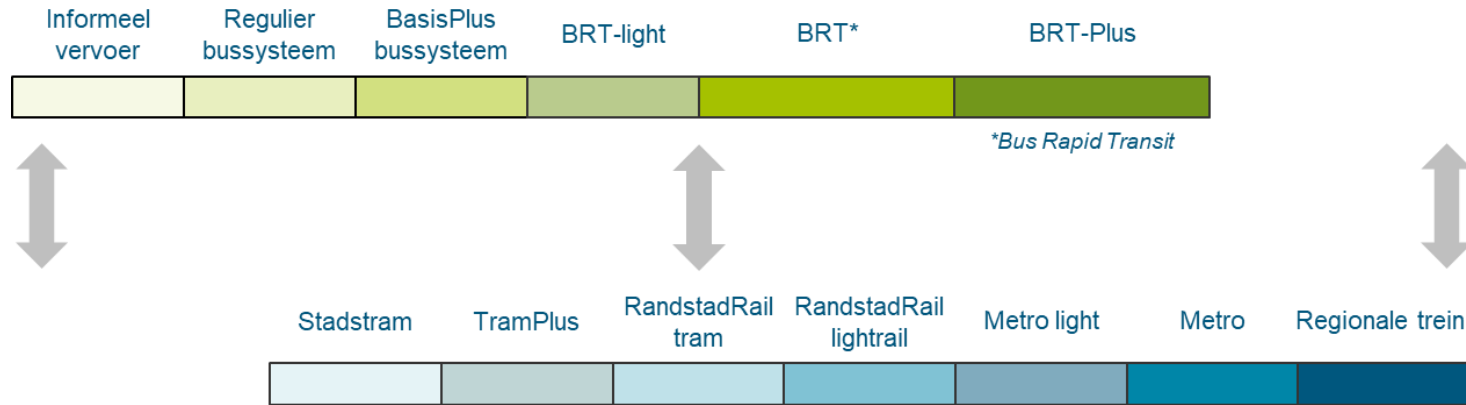 Informeel
vervoer
Regulier
bussysteem
BasisPlus
bussysteem
BRT-light
BRT*
BRT-Plus
*Bus Rapid Transit
Stadstram
TramPlus
RandstadRail
tram
RandstadRail
lightrail
Metro light
Metro
Regionale trein